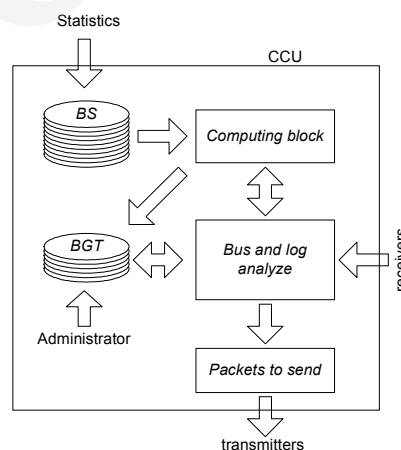 Statistics
CCU
BS
Computing block
BGT
Bus and log
analyze
receivers
Administrator
Packets to send
transmitters